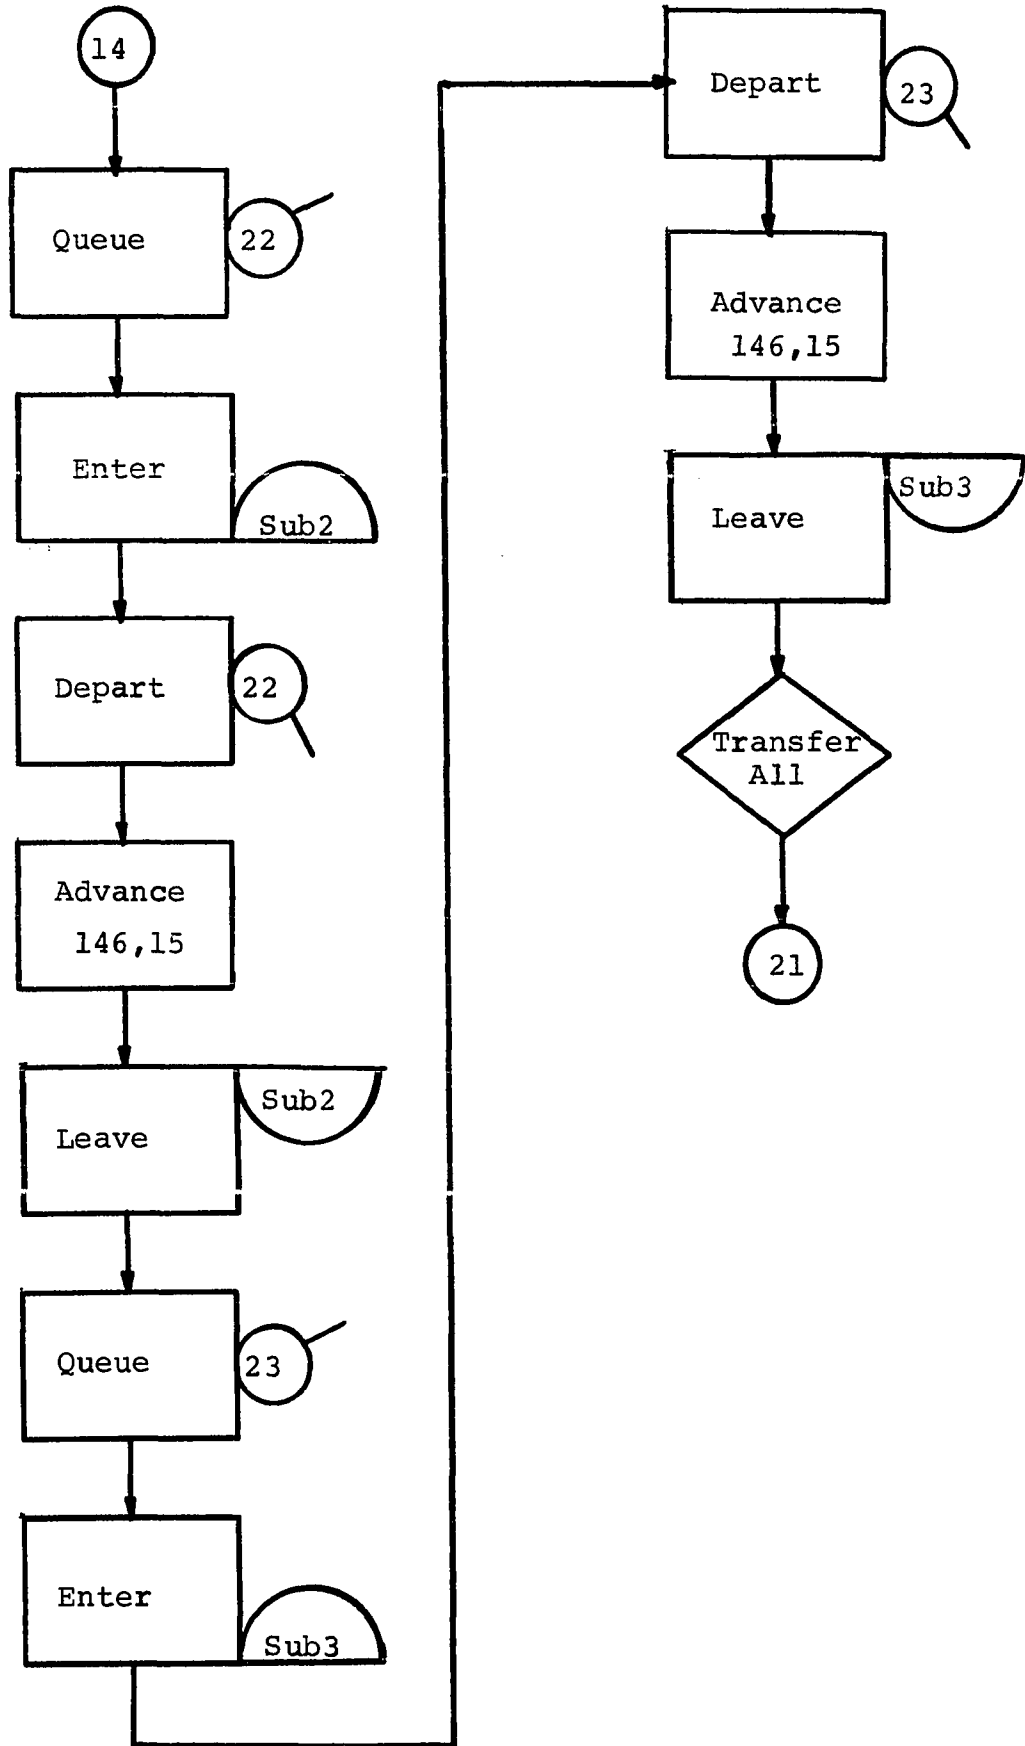 14
Queue
22
Enter
Sub2
Depart
22
Advance
146,15
Leave
Sub2
Queue
23
Enter
Sub3
Depart
23
Advance
146,15
Leave
Sub3
Transfer
All
21